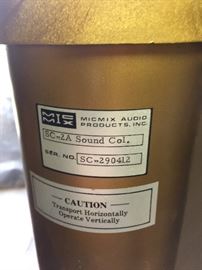 MIC MIX
MICMIX AUDIO
PRODUCTS, INC.
SC-2A Sound Col.
SER. NO. SC-290412
CAUTION
Transport Horizontally
Operate Vertically